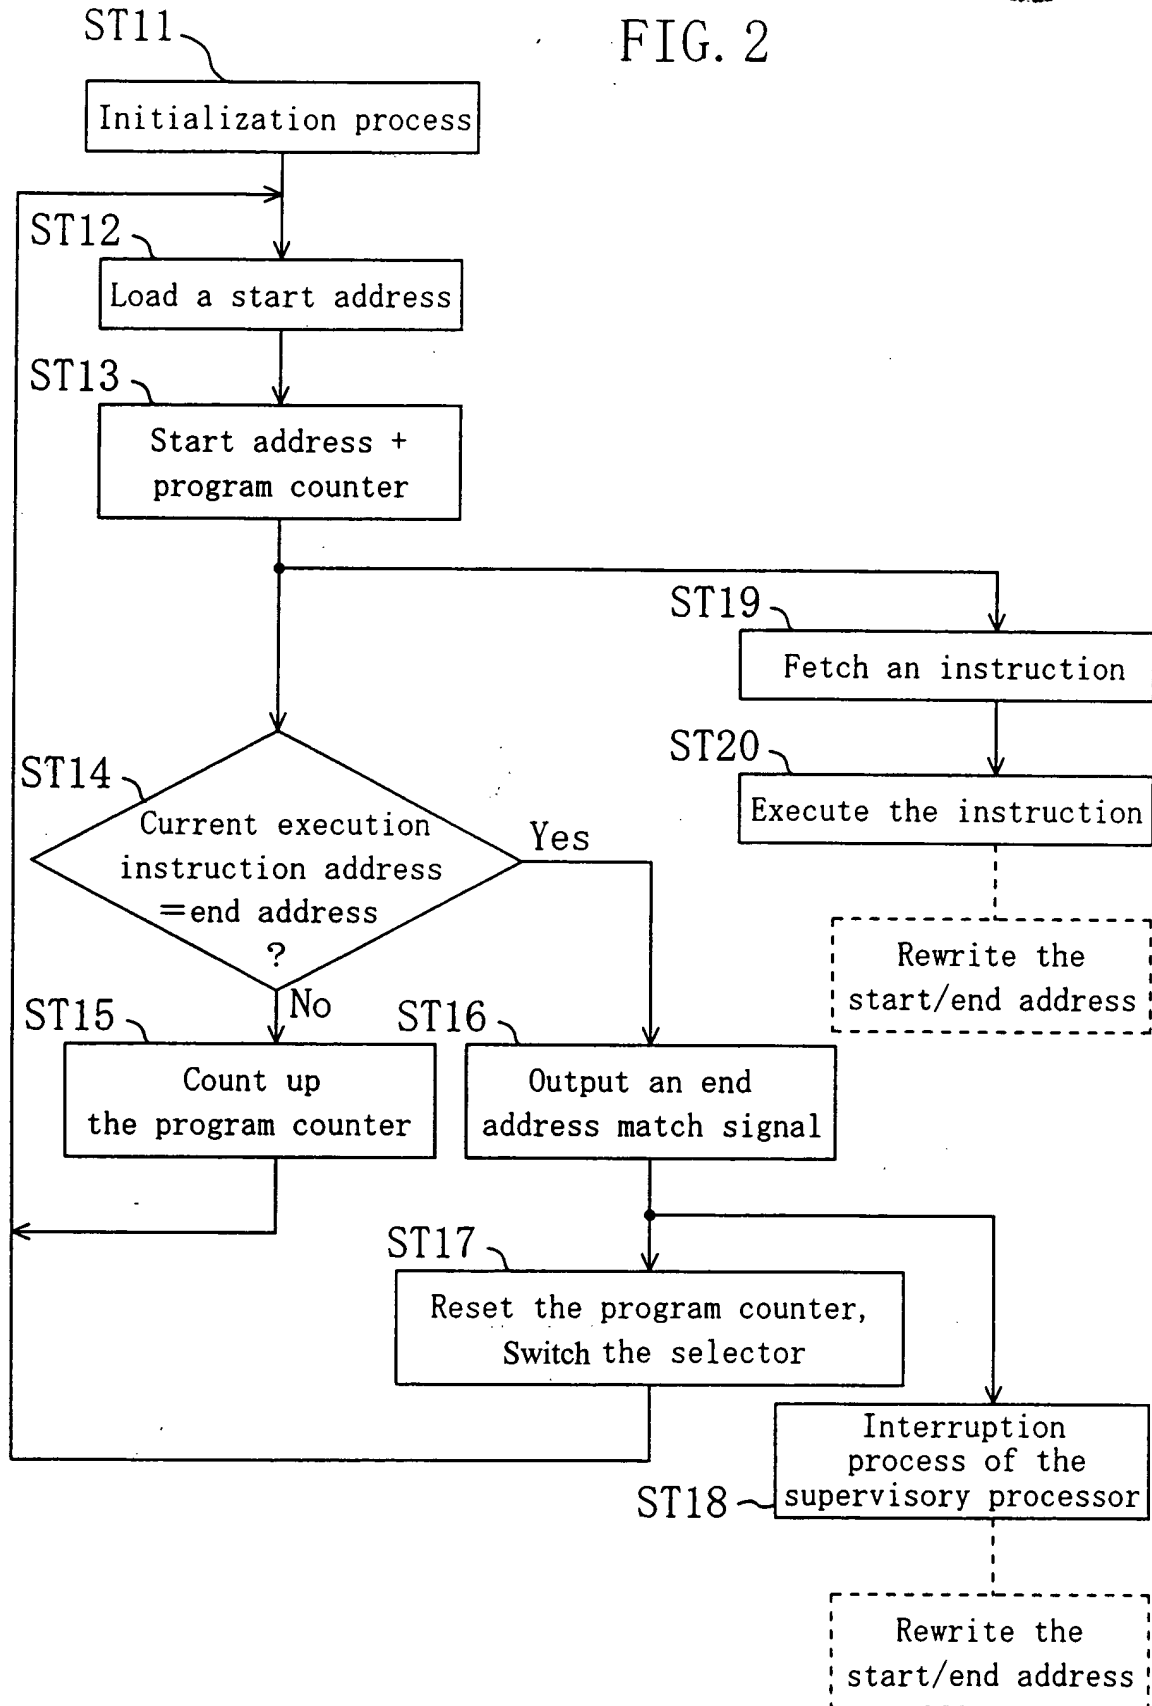 FIG. 2
ST11
Initialization process
ST12
Load a start address
ST13
Start address +
program counter
ST19
Fetch an instruction
ST20
Execute the instruction
Rewrite the
start/end address
ST14
Current execution
instruction address
=end address
?
Yes
No
ST15
Count up
the program counter
ST16
Output an end
address match signal
ST17
Reset the program counter,
Switch the selector
ST18
Interruption
process of the
supervisory processor
Rewrite the
start/end address